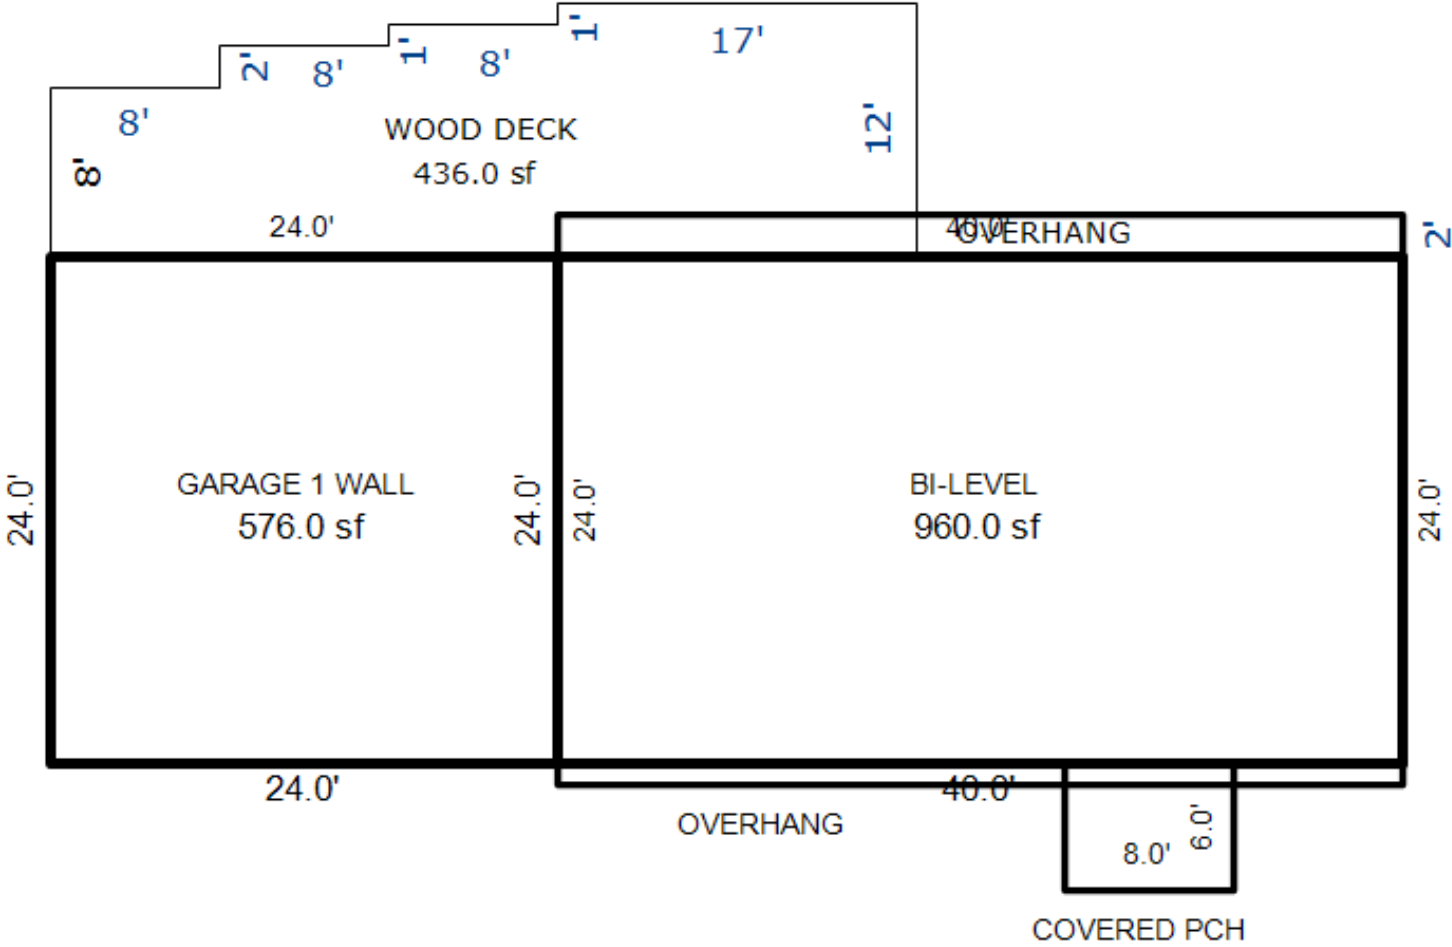 1'
17'
2'
8'
1'
8'
8'
WOOD DECK
12'
8'
436.0 sf
24.0'
40.0'
OVERHANG
2'
GARAGE 1 WALL
576.0 sf
24.0'
24.0'
24.0'
BI-LEVEL
960.0 sf
24.0'
24.0'
40.0'
OVERHANG
6.0'
8.0'
COVERED PCH